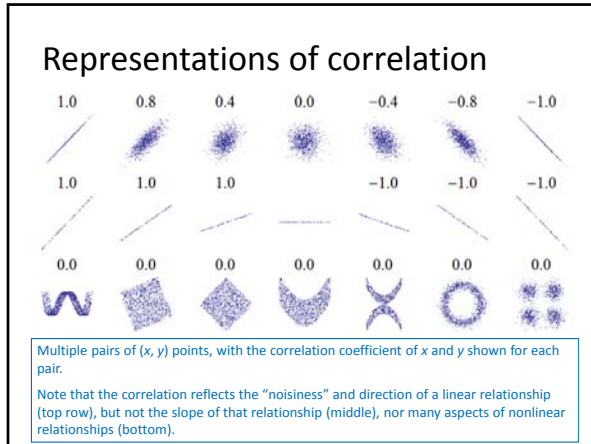 Representations of correlation
1.0 0.8 0.4 0.0 −0.4 −0.8 −1.0
1.0 1.0 1.0 −1.0 −1.0 −1.0
0.0 0.0 0.0 0.0 0.0 0.0 0.0
Multiple pairs of (x, y) points, with the correlation coefficient of x and y shown for each
pair.
Note that the correlation reflects the “noisiness” and direction of a linear relationship
(top row), but not the slope of that relationship (middle), nor many aspects of nonlinear
relationships (bottom).